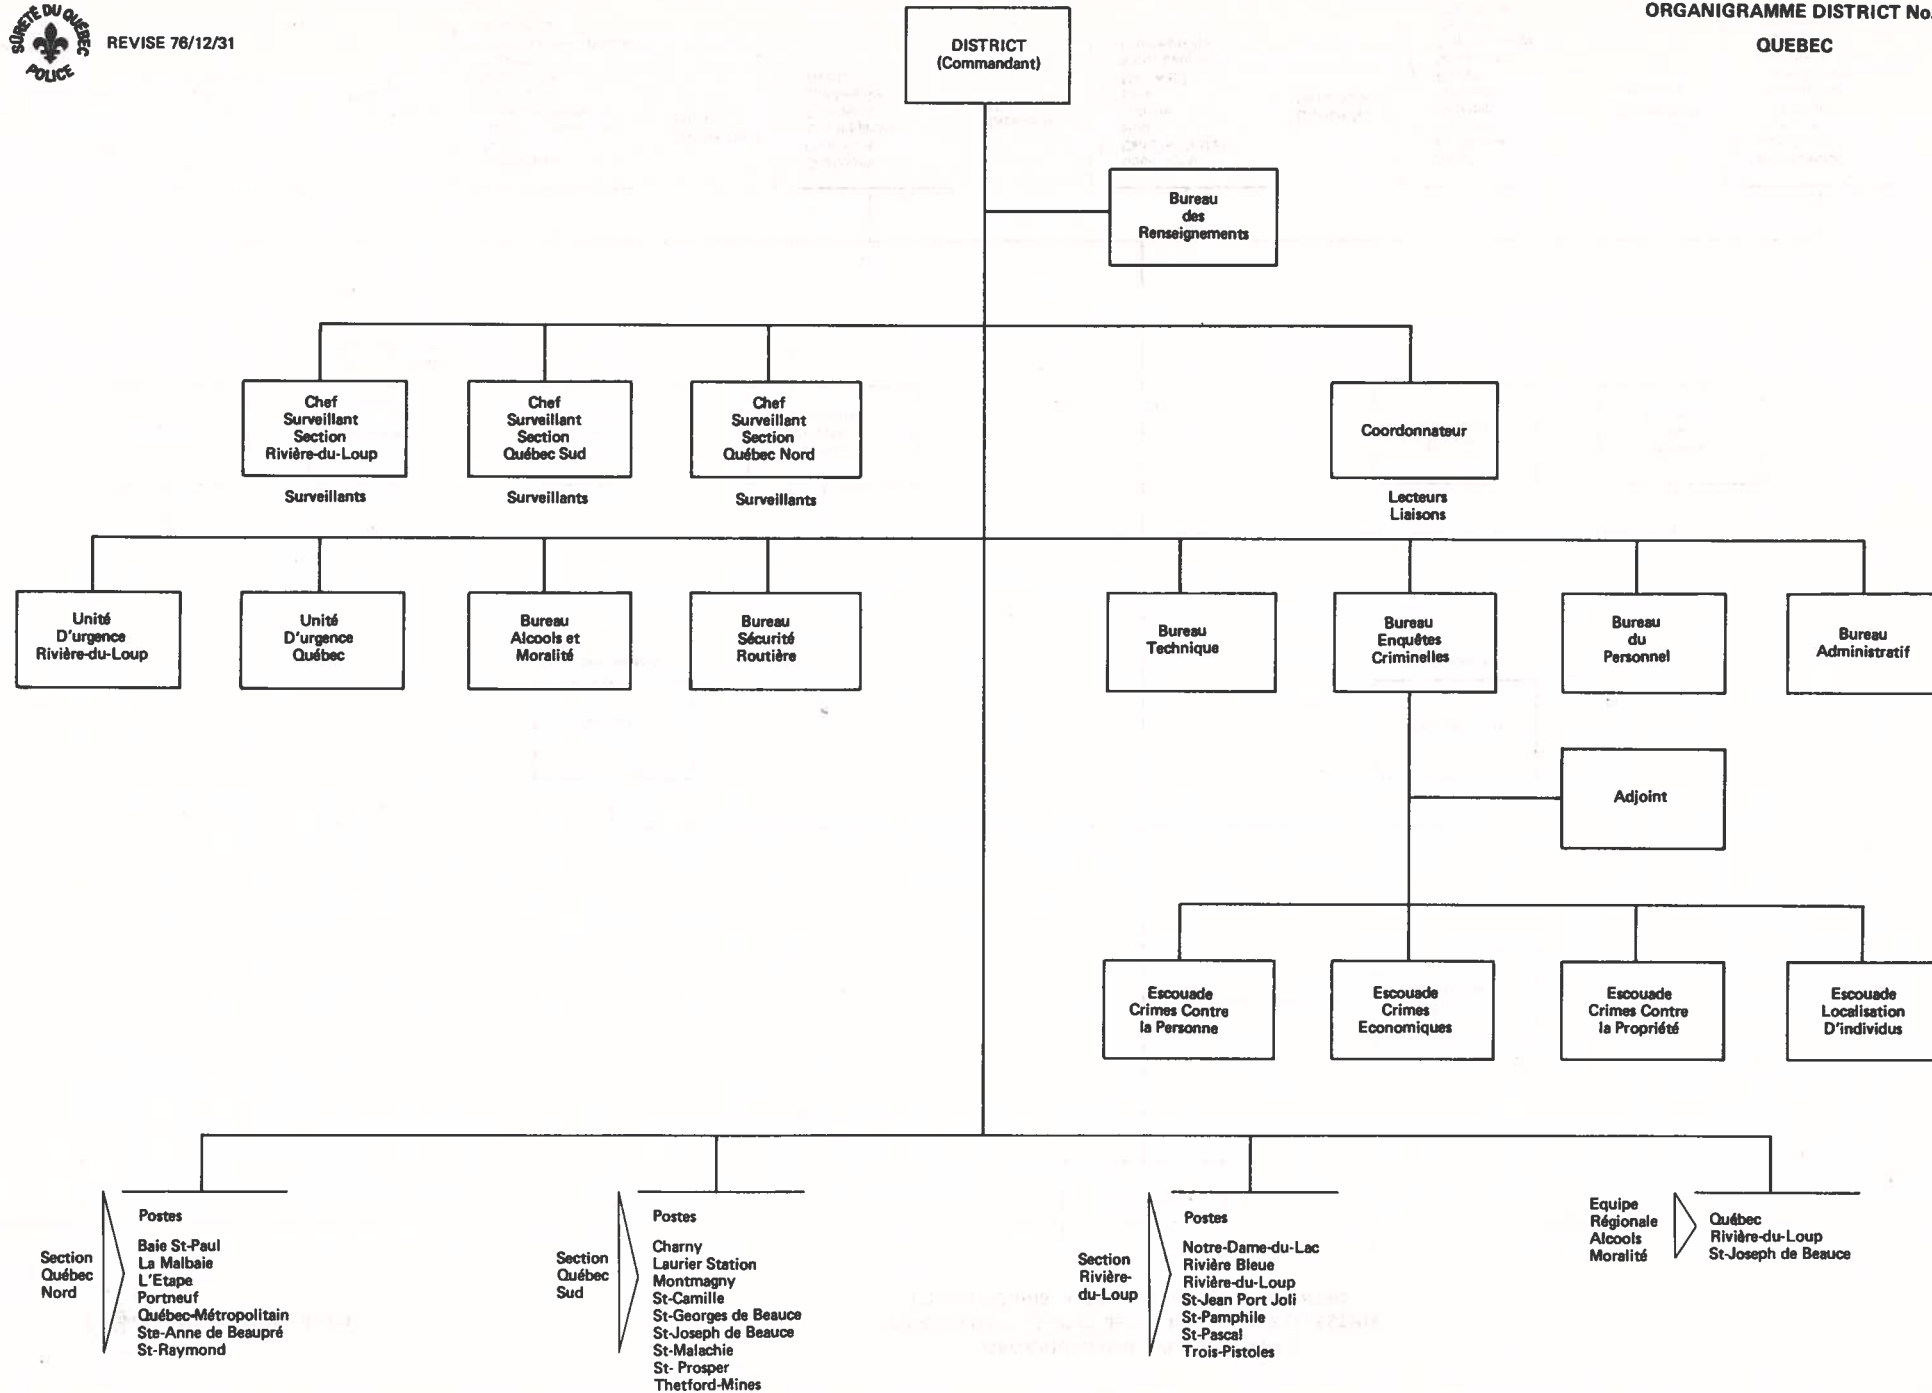 SÛRETÉ DU QUÉBEC
POLICE
REVISE 76/12/31
ORGANIGRAMME DISTRICT No.
QUEBEC
DISTRICT
(Commandant)
Bureau
des
Renseignements
Chef
Surveillant
Section
Rivière-du-Loup
Surveillants
Chef
Surveillant
Section
Québec Sud
Surveillants
Chef
Surveillant
Section
Québec Nord
Surveillants
Coordonnateur
Lecteurs
Liaisons
Unité
D'urgence
Rivière-du-Loup
Unité
D'urgence
Québec
Bureau
Alcools et
Moralité
Bureau
Sécurité
Routière
Bureau
Technique
Bureau
Enquêtes
Criminelles
Bureau
du
Personnel
Bureau
Administratif
Adjoint
Escouade
Crimes Contre
la Personne
Escouade
Crimes
Economiques
Escouade
Crimes Contre
la Propriété
Escouade
Localisation
D'individus
Section
Québec
Nord
Postes
Baie St-Paul
La Malbaie
L'Etape
Portneuf
Québec-Métropolitain
Ste-Anne de Beaupré
St-Raymond
Section
Québec
Sud
Postes
Charny
Laurier Station
Montmagny
St-Camille
St-Georges de Beauce
St-Joseph de Beauce
St-Malachie
St- Prosper
Thetford-Mines
Section
Rivière-
du-Loup
Postes
Notre-Dame-du-Lac
Rivière Bleue
Rivière-du-Loup
St-Jean Port Joli
St-Pamphile
St-Pascal
Trois-Pistoles
Equipe
Régionale
Alcools
Moralité
Québec
Rivière-du-Loup
St-Joseph de Beauce